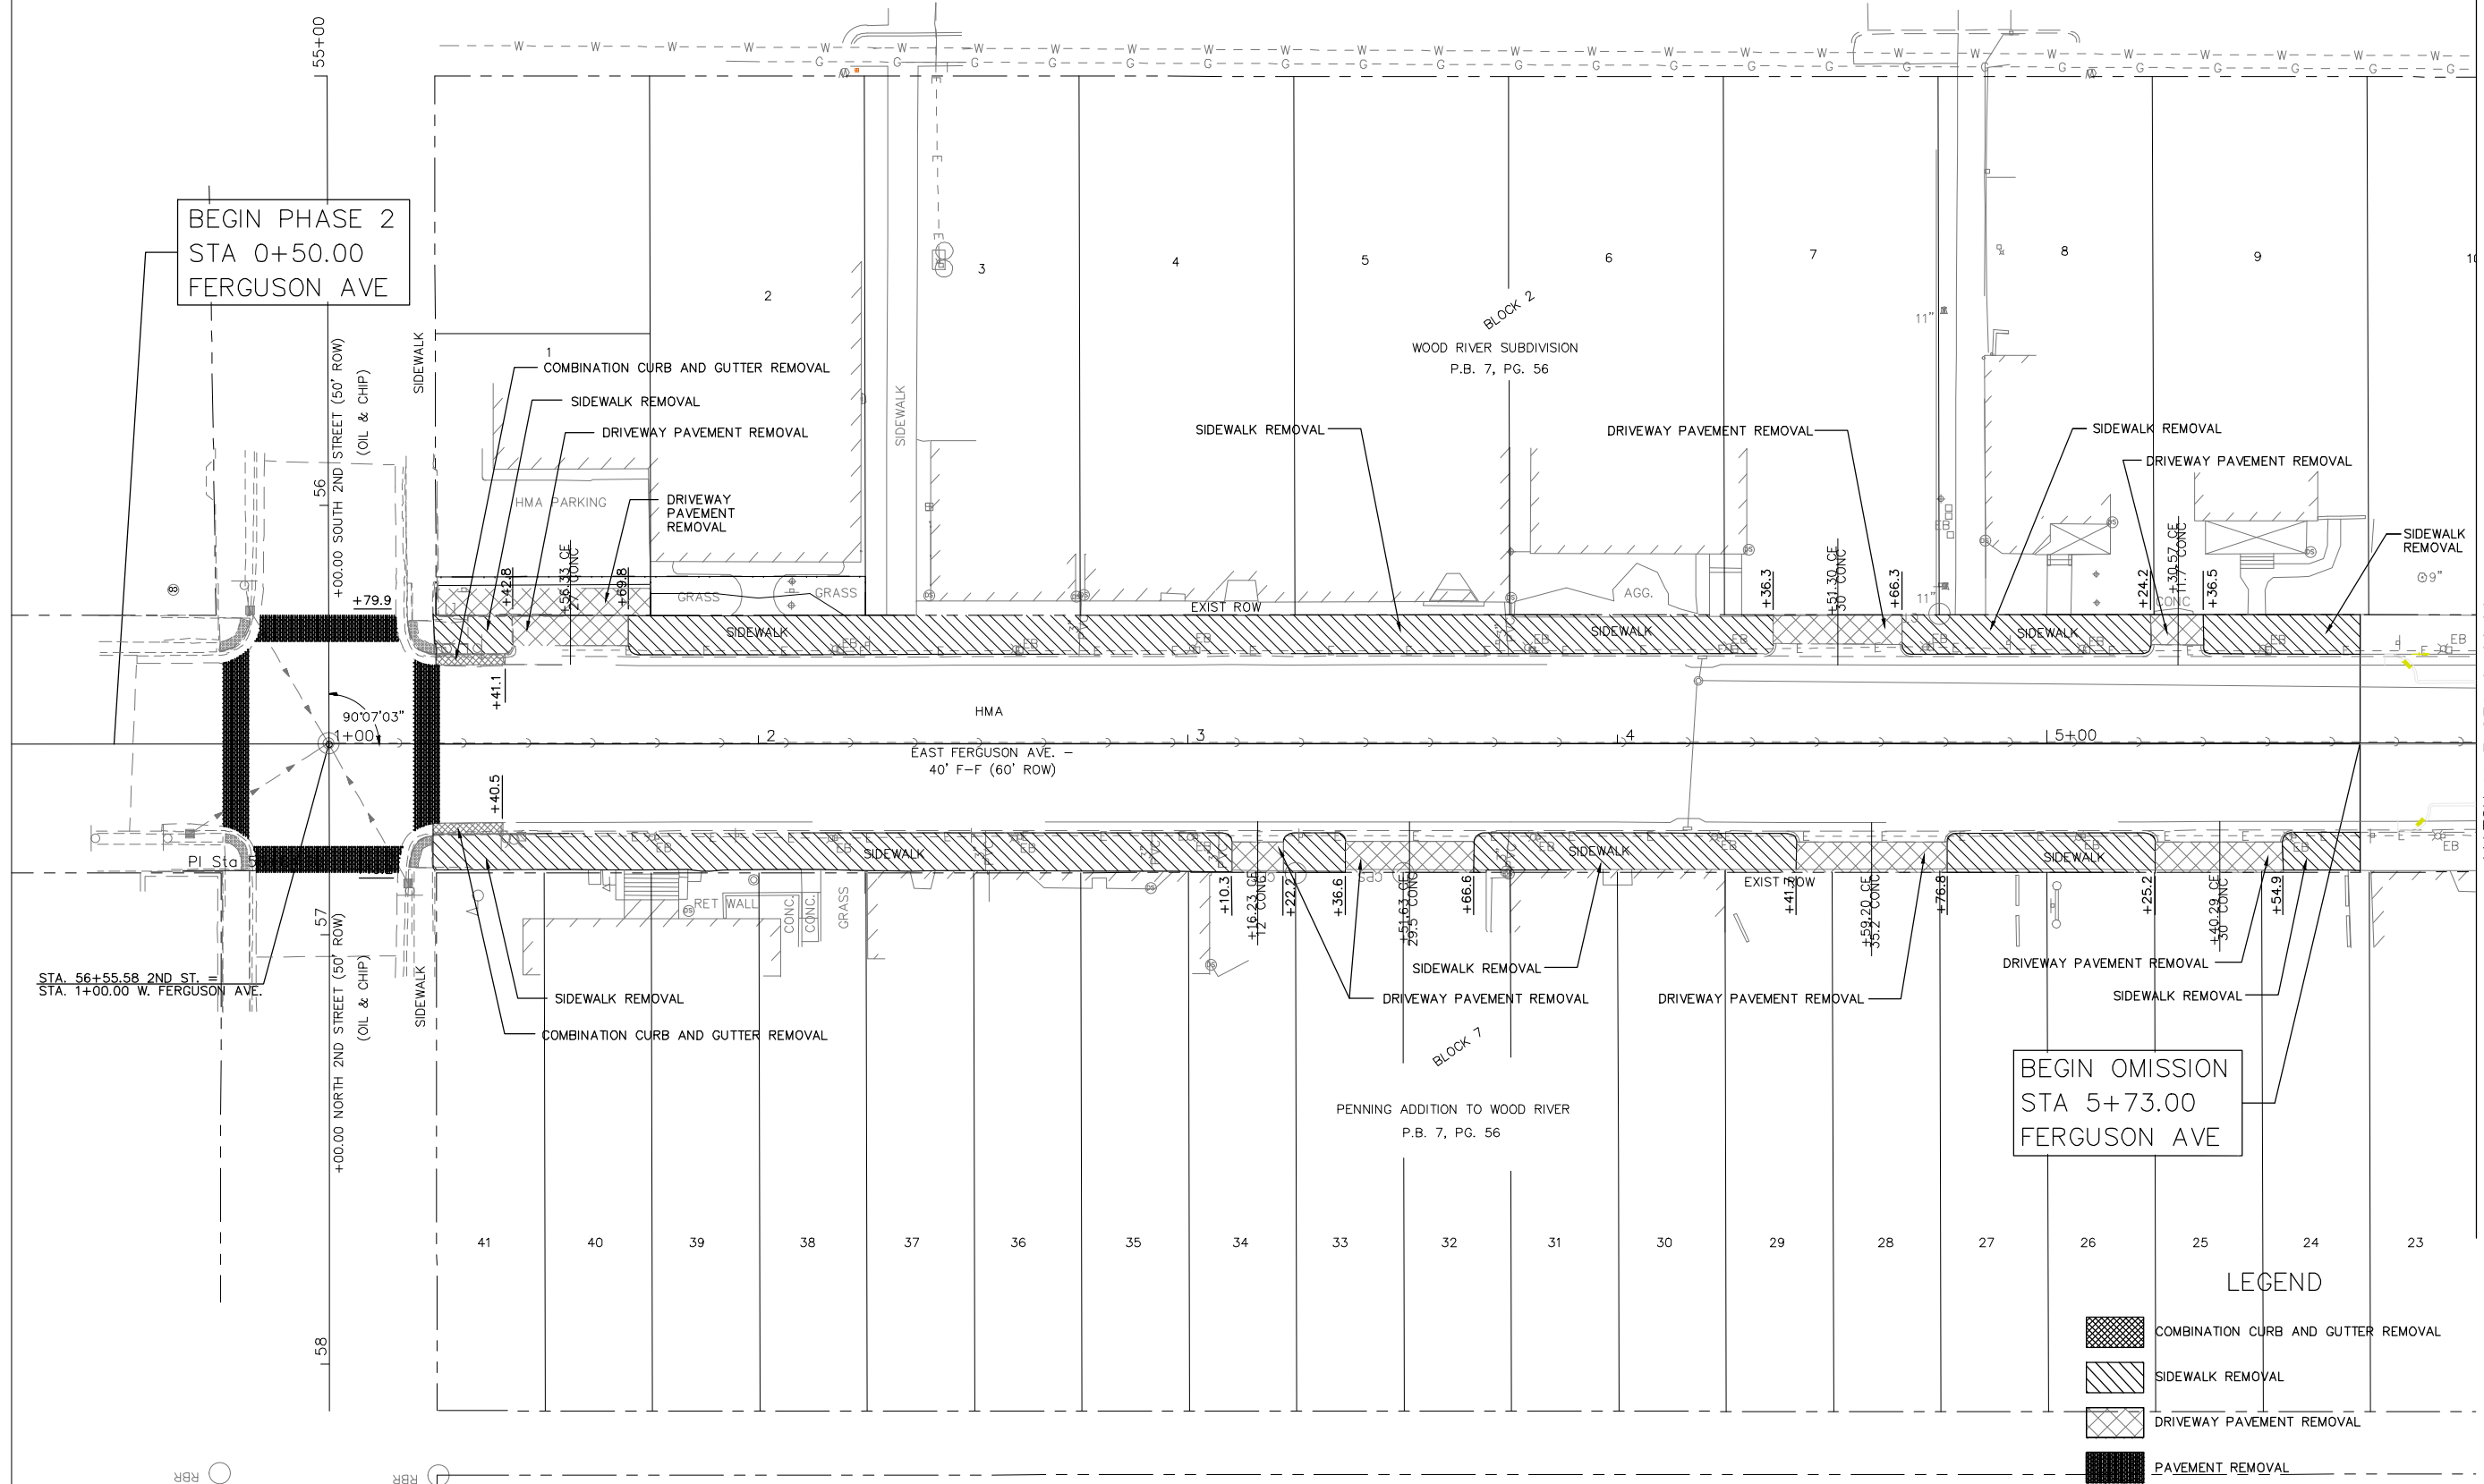 55+00
BEGIN PHASE 2
STA 0+50.00
FERGUSON AVE
+00.00 SOUTH 2ND STREET (50' ROW)
(OIL & CHIP)
SIDEWALK
56
1
2
3
4
5
6
7
8
9
10
BLOCK 2
WOOD RIVER SUBDIVISION
P.B. 7, PG. 56
COMBINATION CURB AND GUTTER REMOVAL
SIDEWALK REMOVAL
DRIVEWAY PAVEMENT REMOVAL
DRIVEWAY
PAVEMENT
REMOVAL
SIDEWALK
SIDEWALK REMOVAL
DRIVEWAY PAVEMENT REMOVAL
SIDEWALK REMOVAL
DRIVEWAY PAVEMENT REMOVAL
SIDEWALK
REMOVAL
HMA PARKING
GRASS
GRASS
AGG.
CONC
11"
11"
9"
8
+79.9
+42.8
+56.33 CE
27 CONC
+69.8
+36.3
+51.30 CE
30 CONC
+66.3
+24.2
+30.57 CE
11.7 CONC
+36.5
EXIST ROW
SIDEWALK
SIDEWALK
SIDEWALK
+41.1
90°07'03"
1+00
2
3
4
5+00
HMA
EAST FERGUSON AVE. -
40' F-F (60' ROW)
+40.5
PI Sta
SIDEWALK
SIDEWALK
SIDEWALK
EXIST ROW
RET WALL
CONC.
CONC.
GRASS
+10.3
+16.23 CE
12 CONC
+22.2
+36.6
+51.63 CE
29.5 CONC
+66.6
+41.7
+59.20 CE
35.2 CONC
+76.8
+25.2
+40.29 CE
30 CONC
+54.9
57
STA. 56+55.58 2ND ST. =
STA. 1+00.00 W. FERGUSON AVE.
+00.00 NORTH 2ND STREET (50' ROW)
(OIL & CHIP)
SIDEWALK
SIDEWALK REMOVAL
COMBINATION CURB AND GUTTER REMOVAL
SIDEWALK REMOVAL
DRIVEWAY PAVEMENT REMOVAL
DRIVEWAY PAVEMENT REMOVAL
DRIVEWAY PAVEMENT REMOVAL
SIDEWALK REMOVAL
BLOCK 7
PENNING ADDITION TO WOOD RIVER
P.B. 7, PG. 56
BEGIN OMISSION
STA 5+73.00
FERGUSON AVE
41
40
39
38
37
36
35
34
33
32
31
30
29
28
27
26
25
24
23
58
LEGEND
COMBINATION CURB AND GUTTER REMOVAL
SIDEWALK REMOVAL
DRIVEWAY PAVEMENT REMOVAL
PAVEMENT REMOVAL
RBR
RBR